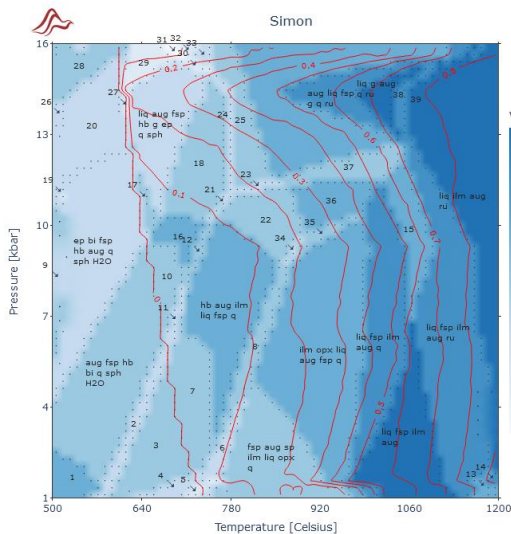 Simon
Pressure [kbar]
16
13
10
9
7
4
1
31
32
33
30
28
29
0.2
0.4
0.8
27
26
20
liq aug fsp
hb g ep
q sph
24
25
aug liq fsp
g q ru
liq g aug
q ru
38
39
0.6
18
19
17
0.1
21
23
0.3
37
36
liq ilm aug
ru
22
35
34
15
0.7
16
12
ep bi fsp
hb aug q
sph H2O
10
0
11
hb aug ilm
liq fsp q
8
ilm opx liq
aug fsp q
liq fsp ilm
aug q
liq fsp ilm
aug ru
aug fsp hb
bi q sph
H2O
7
2
3
0.5
liq fsp ilm
aug
6
fsp aug sp
ilm liq opx
q
1
4
5
13
14
500
640
780
920
1060
1200
Temperature [Celsius]